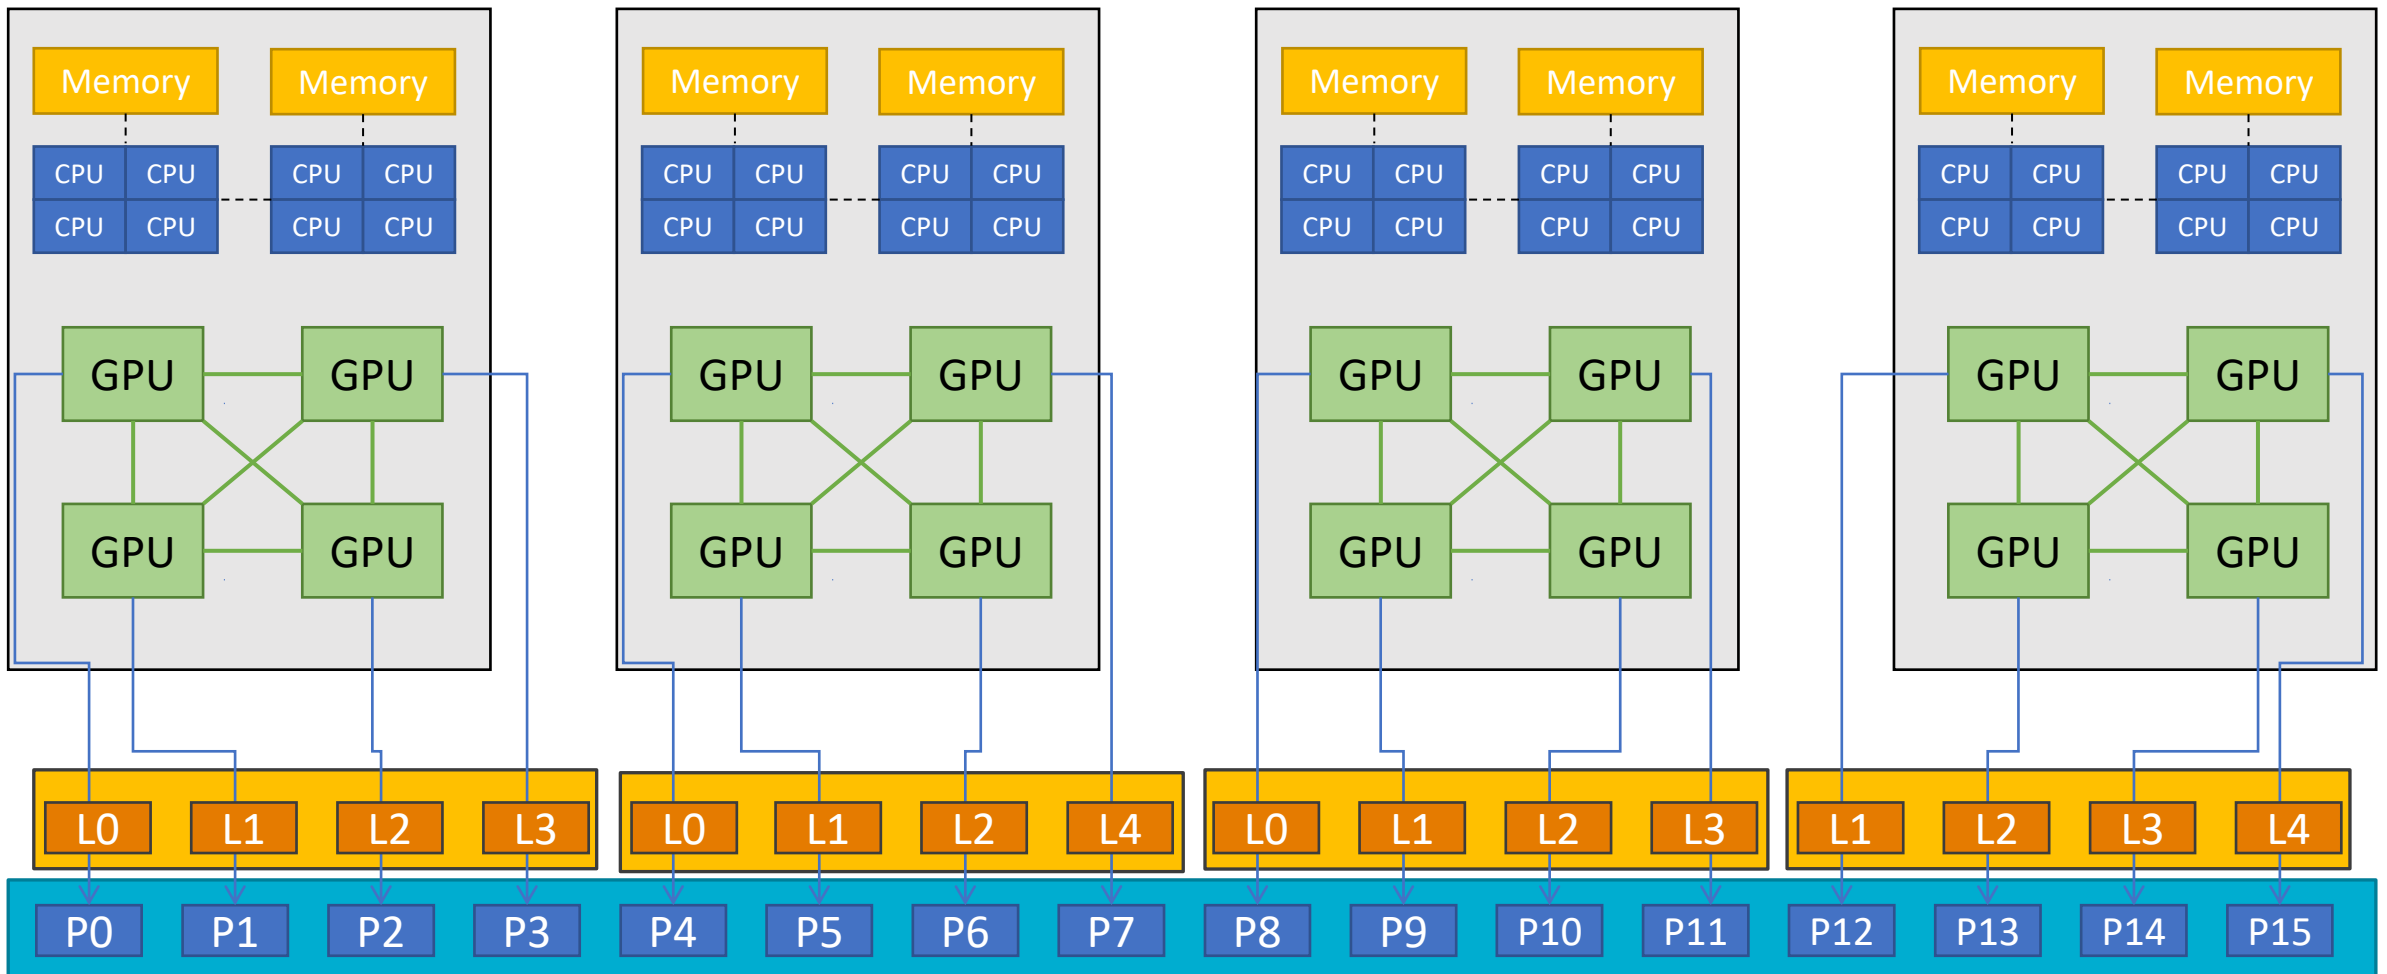 Memory Memory Memory Memory Memory Memory Memory Memory
CPU CPU CPU CPU CPU CPU CPU CPU CPU CPU CPU CPU CPU CPU CPU CPU
CPU CPU CPU CPU CPU CPU CPU CPU CPU CPU CPU CPU CPU CPU CPU CPU
GPU GPU GPU GPU GPU GPU GPU GPU
GPU GPU GPU GPU GPU GPU GPU GPU
L0 L1 L2 L3 L0 L1 L2 L4 L0 L1 L2 L3 L1 L2 L3 L4
P0 P1 P2 P3 P4 P5 P6 P7 P8 P9 P10 P11 P12 P13 P14 P15